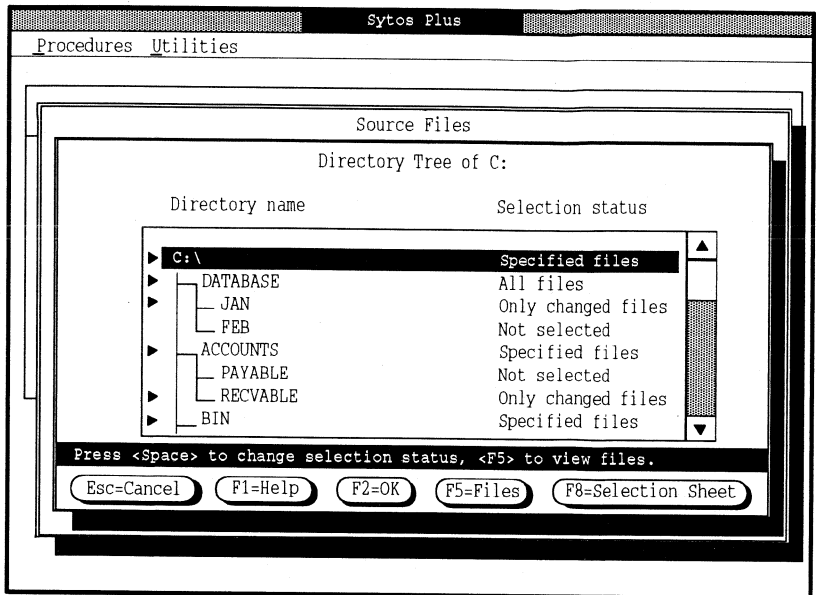 Sytos Plus
Procedures Utilities
Source Files
Directory Tree of C:
Directory name Selection status
C:\ Specified files
DATABASE All files
JAN Only changed files
FEB Not selected
ACCOUNTS Specified files
PAYABLE Not selected
RECVABLE Only changed files
BIN Specified files
Press <Space> to change selection status, <F5> to view files.
Esc=Cancel F1=Help F2=OK F5=Files F8=Selection Sheet